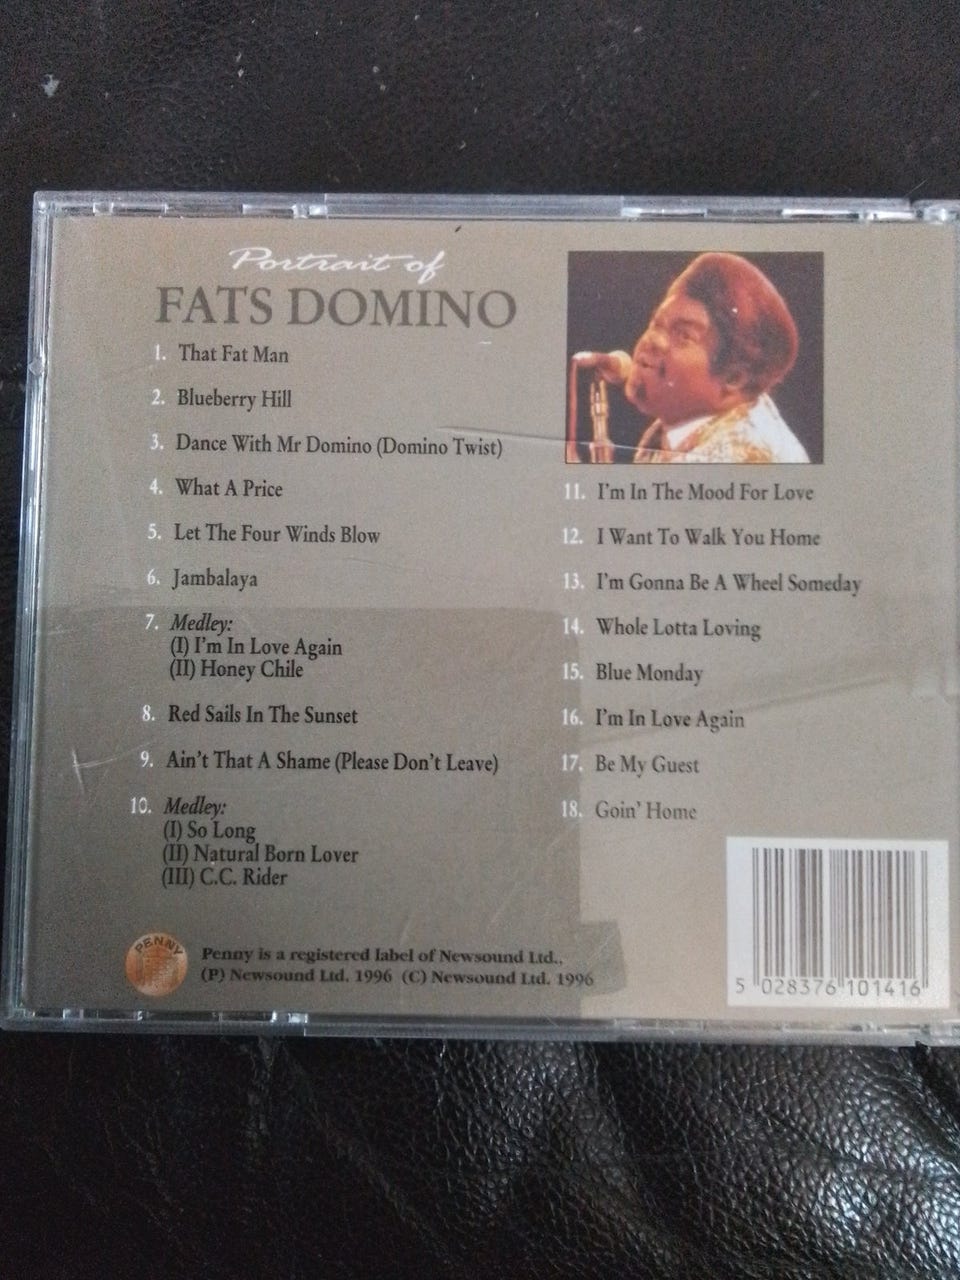 Portrait of
FATS DOMINO
1. That Fat Man
2. Blueberry Hill
3. Dance With Mr Domino (Domino Twist)
4. What A Price
5. Let The Four Winds Blow
6. Jambalaya
7. Medley:
(I) I'm In Love Again
(II) Honey Chile
8. Red Sails In The Sunset
9. Ain't That A Shame (Please Don't Leave)
10. Medley:
(I) So Long
(II) Natural Born Lover
(III) C.C. Rider
11. I'm In The Mood For Love
12. I Want To Walk You Home
13. I'm Gonna Be A Wheel Someday
14. Whole Lotta Loving
15. Blue Monday
16. I'm In Love Again
17. Be My Guest
18. Goin' Home
PENNY
Penny is a registered label of Newsound Ltd.,
(P) Newsound Ltd. 1996 (C) Newsound Ltd. 1996
5 028376 101416